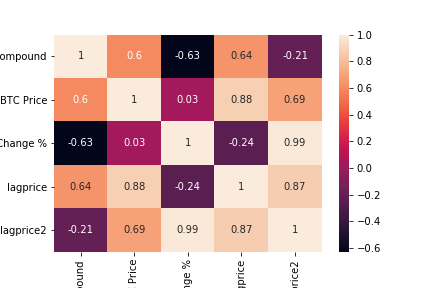 ompound 1 0.6 -0.63 0.64 -0.21
BTC Price 0.6 1 0.03 0.88 0.69
Change % -0.63 0.03 1 -0.24 0.99
lagprice 0.64 0.88 -0.24 1 0.87
lagprice2 -0.21 0.69 0.99 0.87 1
ound
Price
nge %
gprice
price2
1.0
0.8
0.6
0.4
0.2
0.0
−0.2
−0.4
−0.6